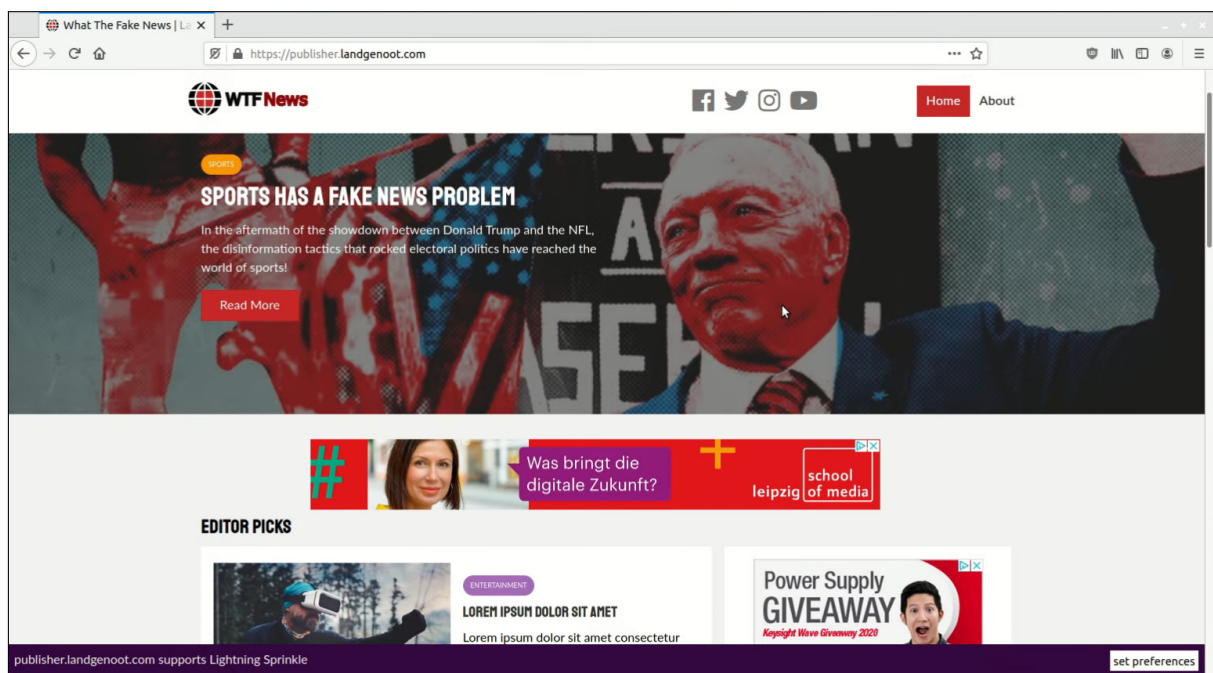 What The Fake News | La
https://publisher.landgenoot.com
WTF News
Home
About
SPORTS
SPORTS HAS A FAKE NEWS PROBLEM
In the aftermath of the showdown between Donald Trump and the NFL,
the disinformation tactics that rocked electoral politics have reached the
world of sports!
Read More
A
#
Was bringt die
digitale Zukunft?
+
school
leipzig of media
EDITOR PICKS
ENTERTAINMENT
LOREM IPSUM DOLOR SIT AMET
Lorem ipsum dolor sit amet consectetur
Power Supply
GIVEAWAY
Keysight Wave Giveaway 2020
publisher.landgenoot.com supports Lightning Sprinkle
set preferences